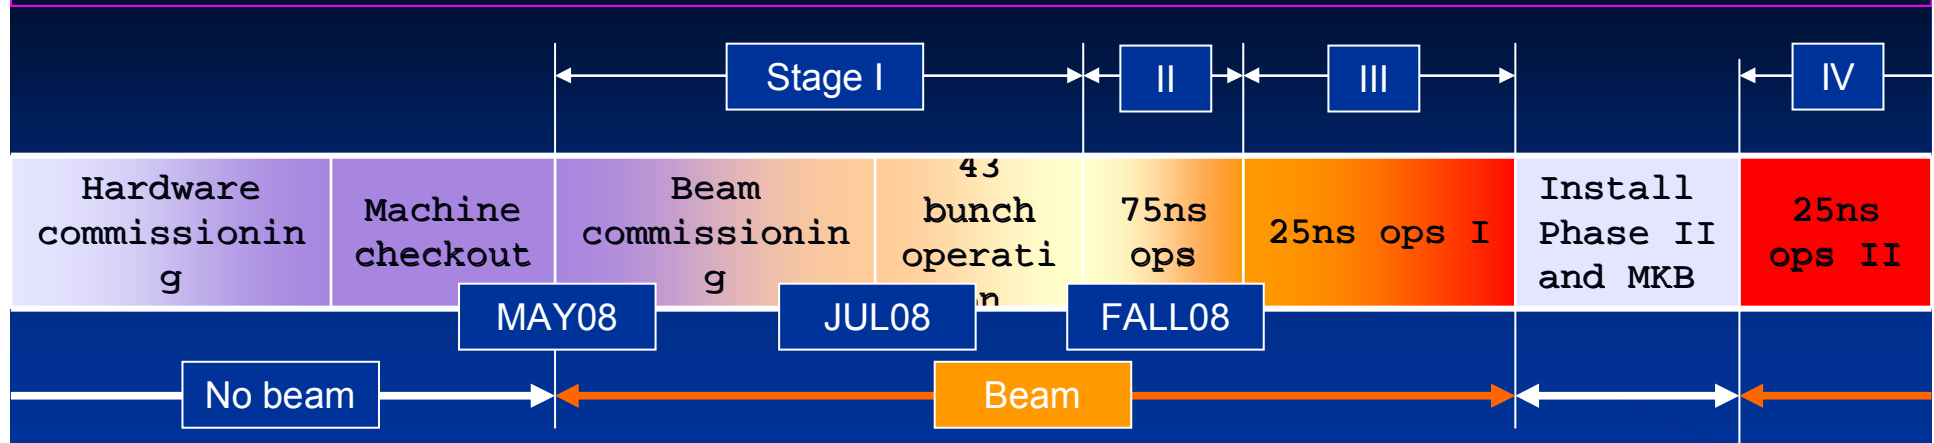 Stage I
II
III
IV
Hardware
commissionin
g
Machine
checkout
Beam
commissionin
g
43
bunch
operati
on
75ns
ops
25ns ops I
Install
Phase II
and MKB
25ns
ops II
MAY08
JUL08
FALL08
No beam
Beam